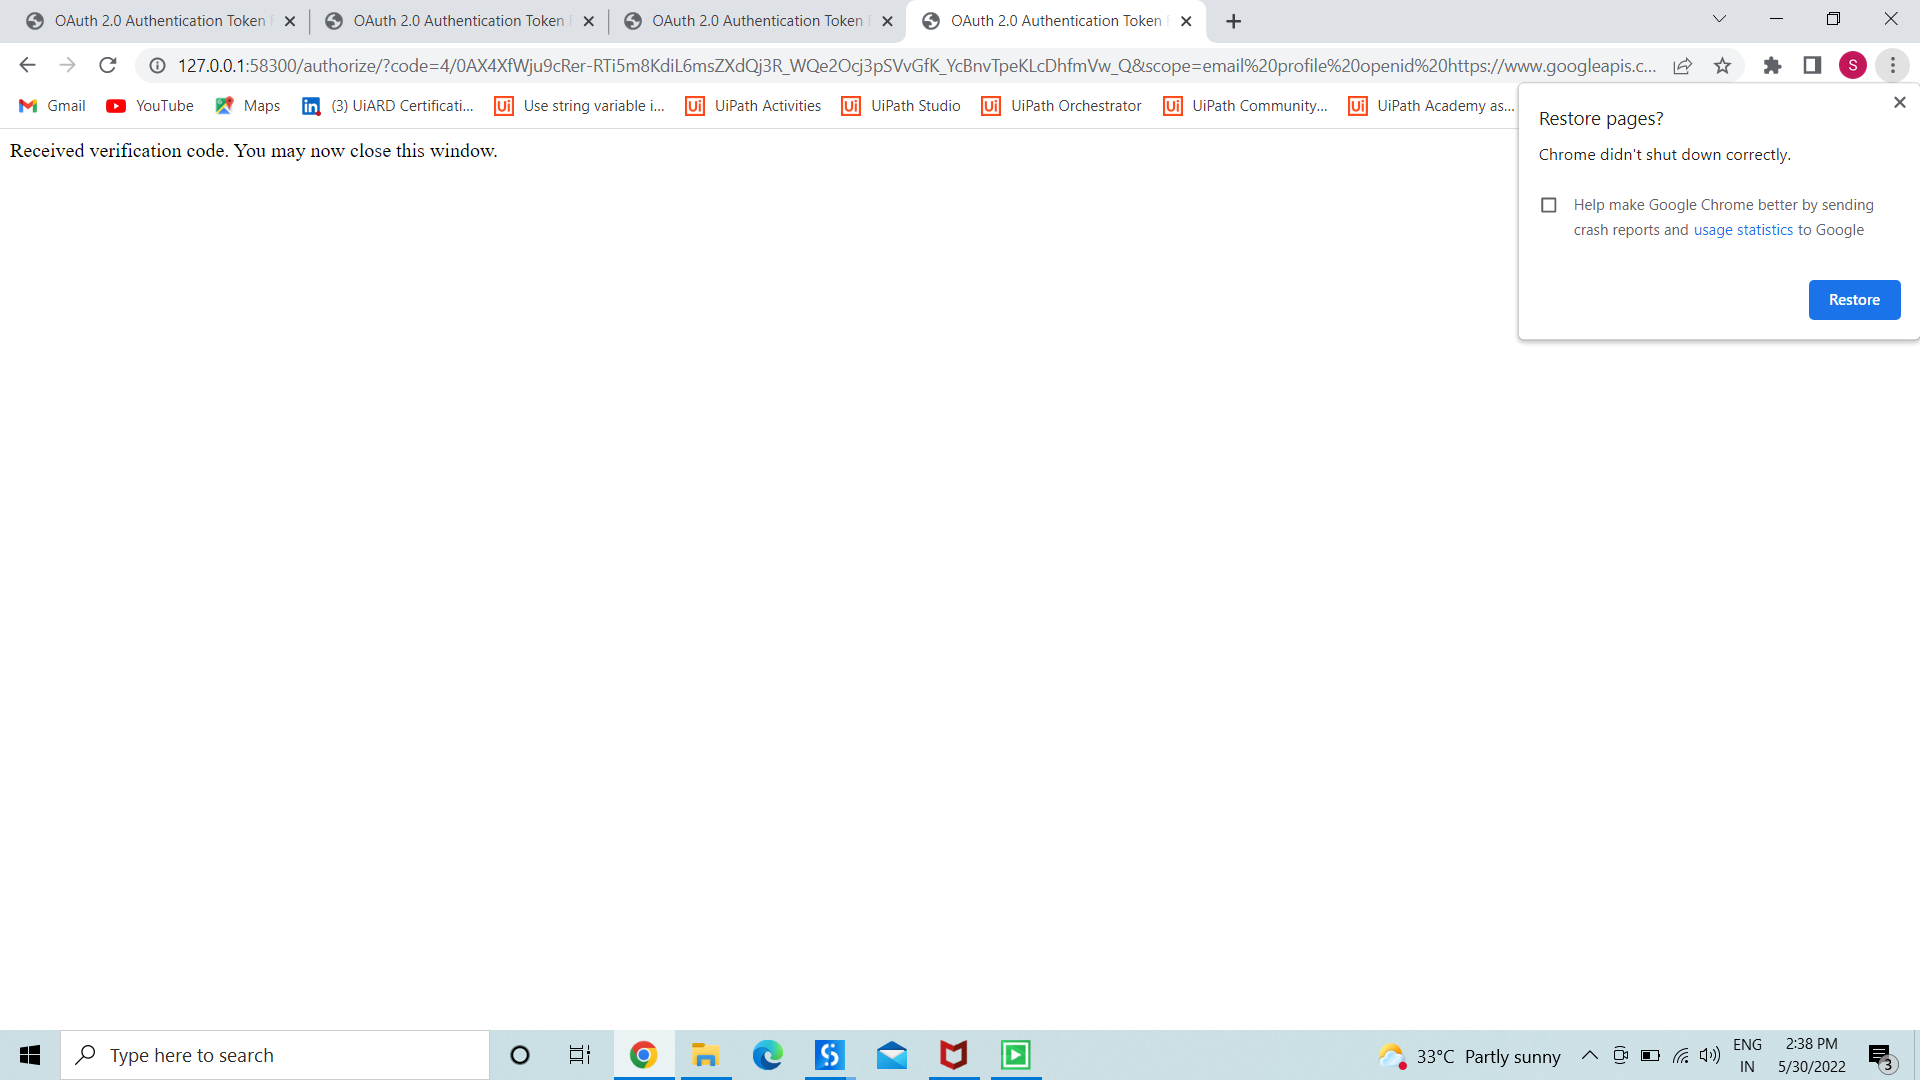 OAuth 2.0 Authentication Token
OAuth 2.0 Authentication Token
OAuth 2.0 Authentication Token
OAuth 2.0 Authentication Token
127.0.0.1:58300/authorize/?code=4/0AX4XfWju9cRer-RTi5m8KdiL6msZXdQj3R_WQe2Ocj3pSVvGfK_YcBnvTpeKLcDhfmVw_Q&scope=email%20profile%20openid%20https://www.googleapis.c...
S
Gmail
YouTube
Maps
(3) UiARD Certificati...
Use string variable i...
UiPath Activities
UiPath Studio
UiPath Orchestrator
UiPath Community...
UiPath Academy as...
Received verification code. You may now close this window.
Restore pages?
Chrome didn't shut down correctly.
Help make Google Chrome better by sending
crash reports and usage statistics to Google
Restore
Type here to search
33°C Partly sunny
ENG
IN
2:38 PM
5/30/2022
3